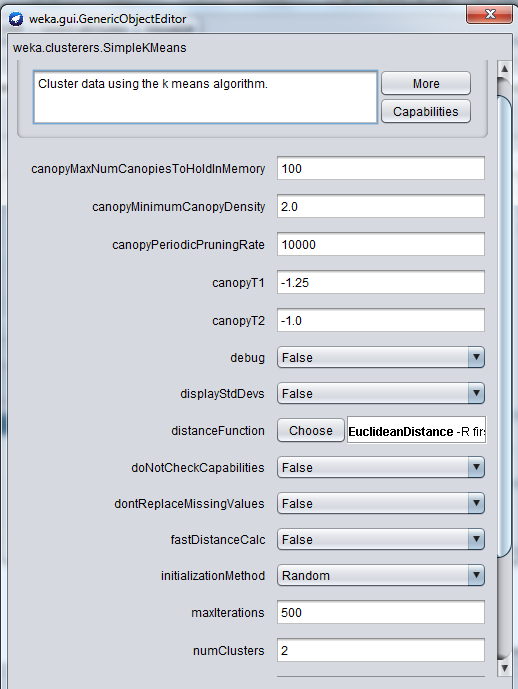 weka.gui.GenericObjectEditor
weka.clusterers.SimpleKMeans
Cluster data using the k means algorithm.
More
Capabilities
canopyMaxNumCanopiesToHoldInMemory 100
canopyMinimumCanopyDensity 2.0
canopyPeriodicPruningRate 10000
canopyT1 -1.25
canopyT2 -1.0
debug False
displayStdDevs False
distanceFunction Choose EuclideanDistance -R firs
doNotCheckCapabilities False
dontReplaceMissingValues False
fastDistanceCalc False
initializationMethod Random
maxIterations 500
numClusters 2